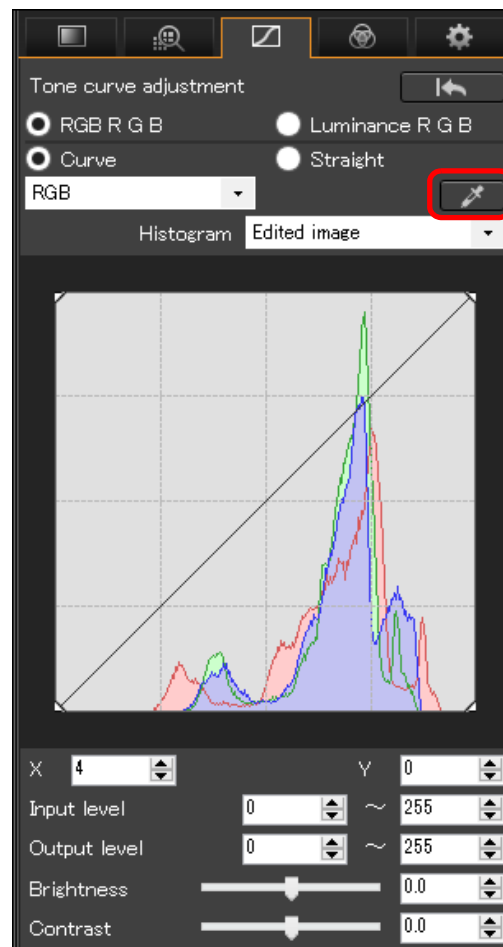 Tone curve adjustment
RGB R G B Luminance R G B
Curve Straight
RGB
Histogram Edited image
X 4 Y 0
Input level 0 ~ 255
Output level 0 ~ 255
Brightness 0.0
Contrast 0.0